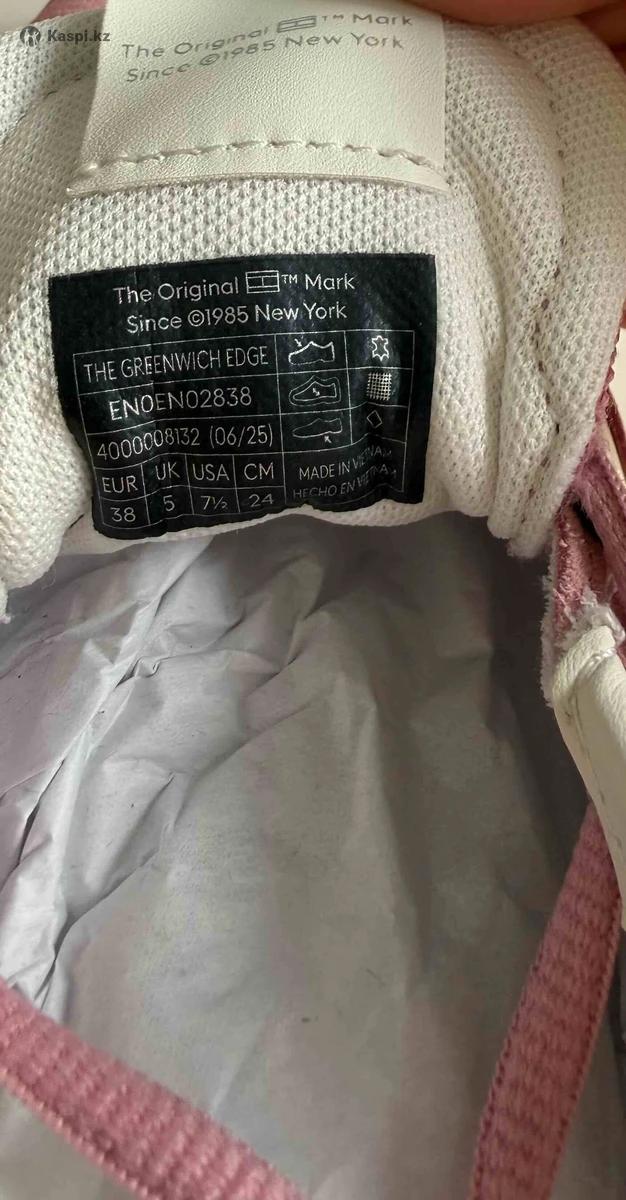 Kaspi.kz
The Original ™ Mark
Since ©1985 New York
The Original ™ Mark
Since ©1985 New York
THE GREENWICH EDGE
EN0EN02838
4000008132 (06/25)
EUR UK USA CM
38 5 7½ 24
MADE IN VIETNAM
HECHO EN VIETNAM